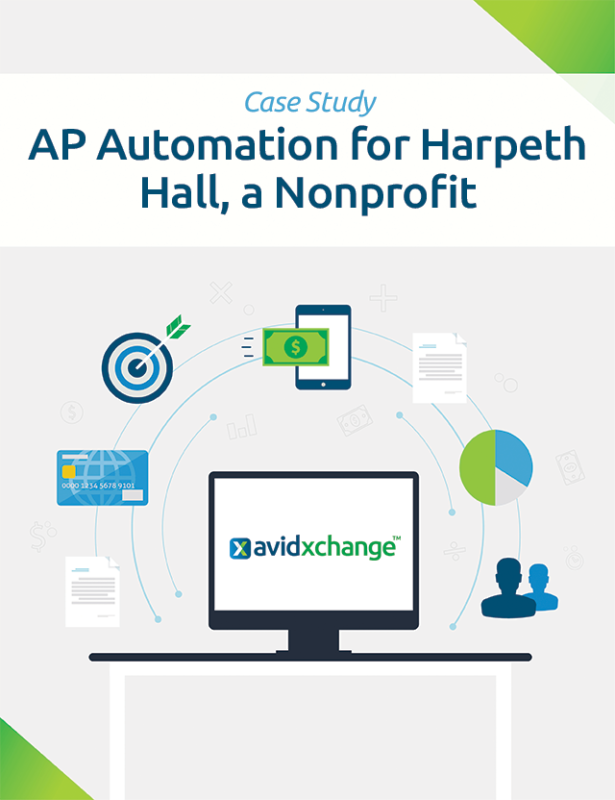 Case Study
AP Automation for Harpeth
Hall, a Nonprofit
$
0000 1234 5678 9101
x avidxchange™